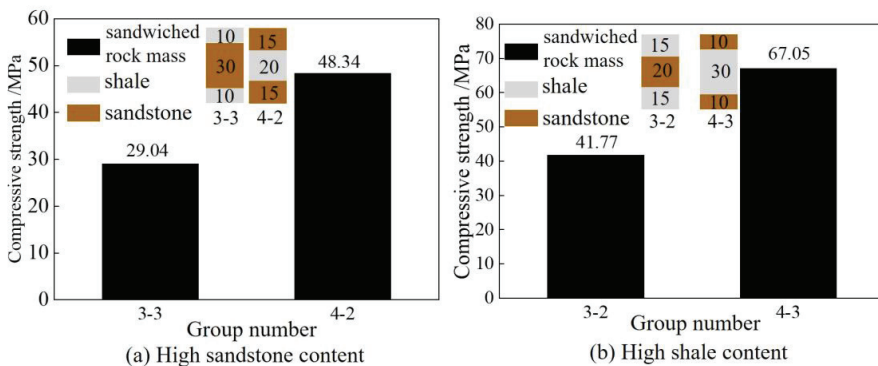 60
50
40
30
20
10
0
Compressive strength /MPa
sandwiched
rock mass
shale
sandstone
10
30
10
3-3
15
20
15
4-2
29.04
48.34
3-3
4-2
Group number
(a) High sandstone content
80
70
60
50
40
30
20
10
0
Compressive strength /MPa
sandwiched
rock mass
shale
sandstone
15
20
15
3-2
10
30
10
4-3
41.77
67.05
3-2
4-3
Group number
(b) High shale content